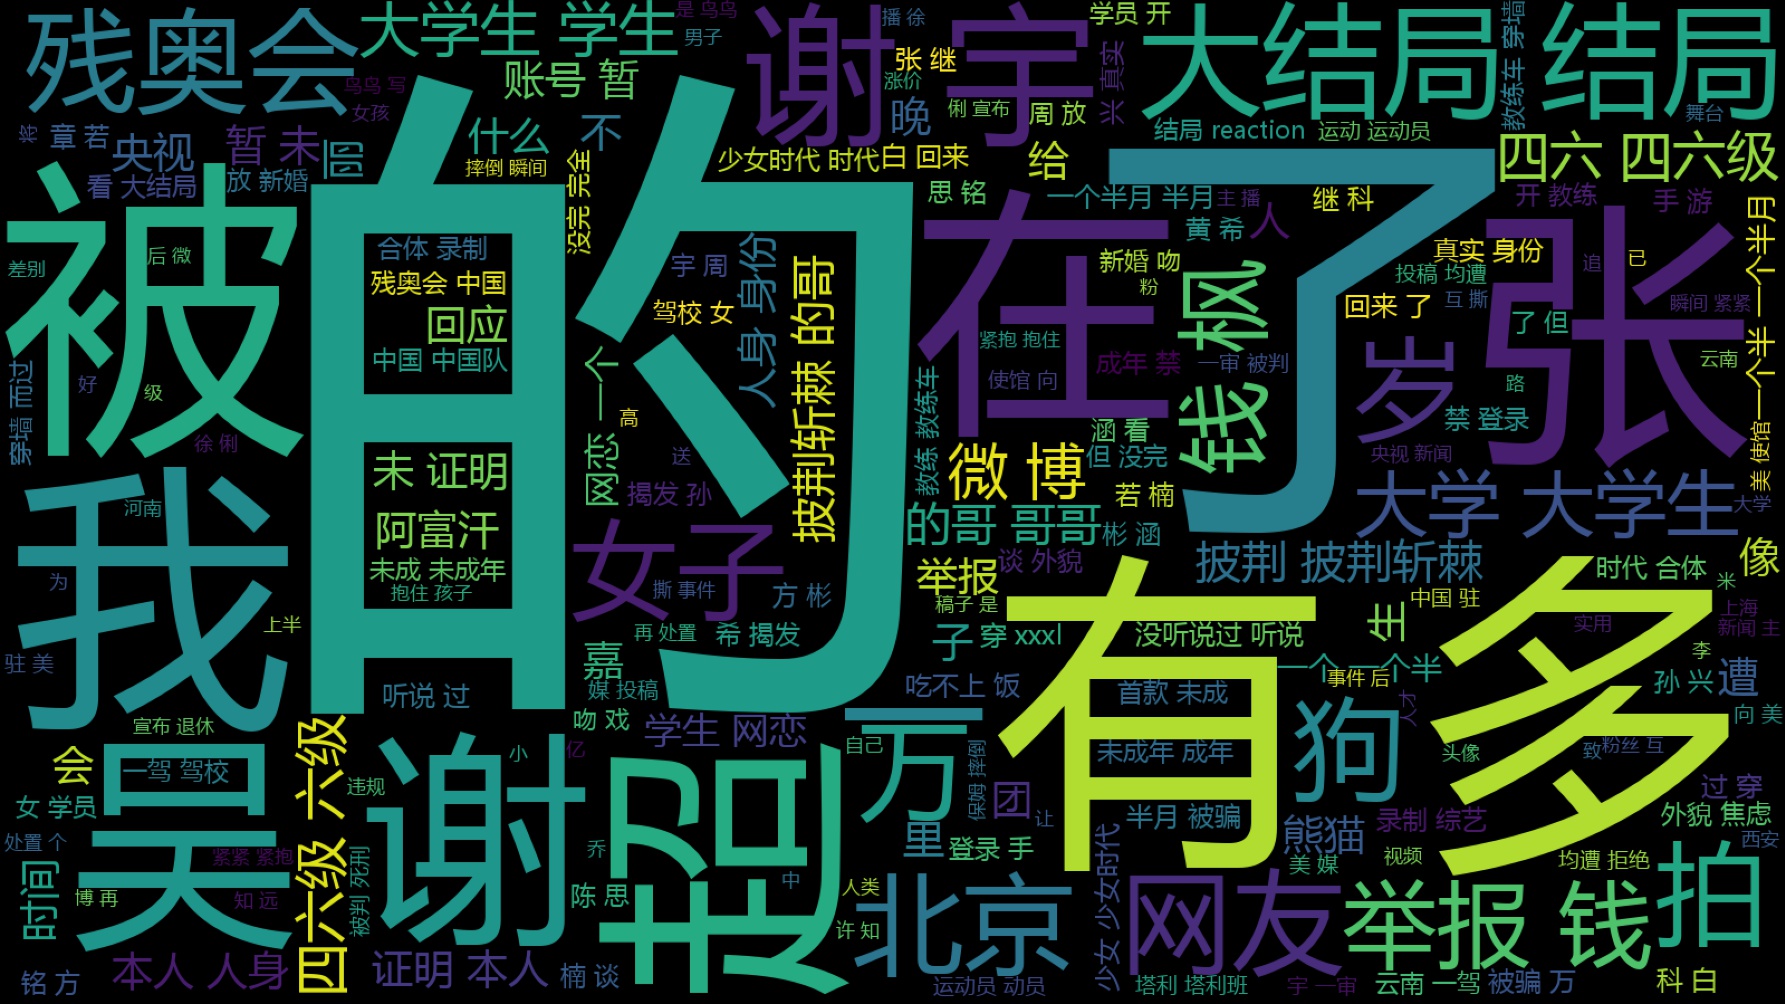 残奥会
大学生 学生
是 鸟鸟
男子
谢 宇
播 徐
学员 开
大结局 结局
教练车 穿墙
鸟鸟 写
女孩
账号 暂
张 继
涨价
晚
俐 宣布
周 放
兴 真实
结局 reaction
运动 运动员
舞台
将
章 若
央视
暂 未
回
什么
不
摔倒 瞬间
没完 完全
少女时代 时代
白 回来
给
四六 四六级
看 大结局
放 新婚
思 铭
一个半月 半月
主 播
人
继 科
开 教练
手 游
被
的
在
了
张
黄 希
差别
后 微
合体 录制
残奥会 中国
回应
中国 中国队
宇 周
驾校 女
人身 身份
披荆斩棘 的哥
新婚 吻
粉
钱 枫
真实 身份
投稿 均遭
追
已
互 撕
瞬间 紧紧
回来 了
了 但
一个半 一个半月
紧抱 抱住
成年 禁
一审 被判
使馆 向
岁
云南
路
禁 登录
穿墙 而过
好
级
徐 俐
网恋 一个
高
教练 教练车
涵 看
但 没完
央视 新闻
美 使馆
我
未 证明
送
揭发 孙
微 博
若 楠
大学 大学生
大学
河南
阿富汗
的哥 哥哥
彬 涵
女子
未成 未成年
抱住 孩子
撕 事件
方 彬
举报
谈 外貌
披荆 披荆斩棘
时代 合体
像
为
上半
稿子 是
有
多
中国 驻
米
上海
实用
新闻 主
再 处置
希 揭发
子
穿 xxxl
没听说过 听说
生
驻 美
嘉
李
听说 过
媒 投稿
吃不上 饭
首款 未成
一个 一个半
事件 后
孙 兴
遭
宣布 退休
四六级 六级
吻 戏
学生 网恋
万
狗
人才
向 美
吴
会
一驾 驾校
谢
小
亿
超
自己
保姆 摔倒
未成年 成年
头像
致
粉丝 互
女 学员
违规
团
让
半月 被骗
熊猫
录制 综艺
过 穿
外貌 焦虑
处置 个
里
登录 手
美 媒
视频
均遭 拒绝
西安
时间
紧紧 紧抱
被判 死刑
乔
中
少女 少女时代
博 再
知 远
陈 思
人类
许 知
北京
网友
举报 钱
拍
铭 方
本人 人身
证明 本人
楠 谈
运动员 动员
塔利 塔利班
宇 一审
云南 一驾
被骗 万
科 白